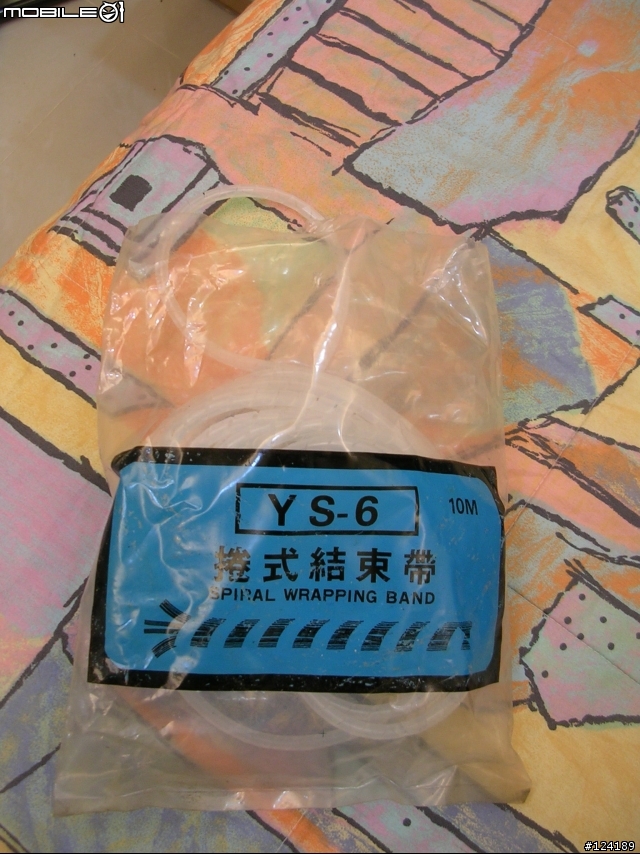 MOBILE01
YS-6
10M
捲式結束帶
SPIRAL WRAPPING BAND
#124189